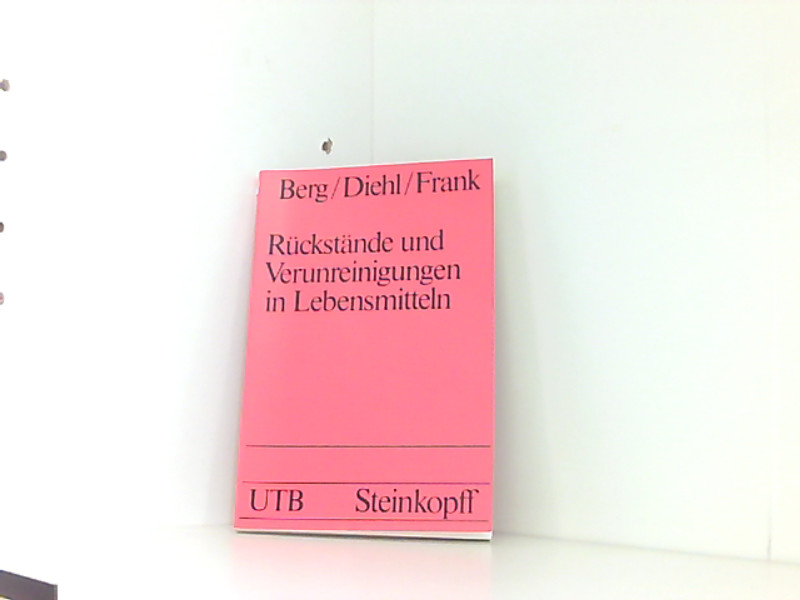 Berg/Diehl/Frank
Rückstände und
Verunreinigungen
in Lebensmitteln
UTB Steinkopff